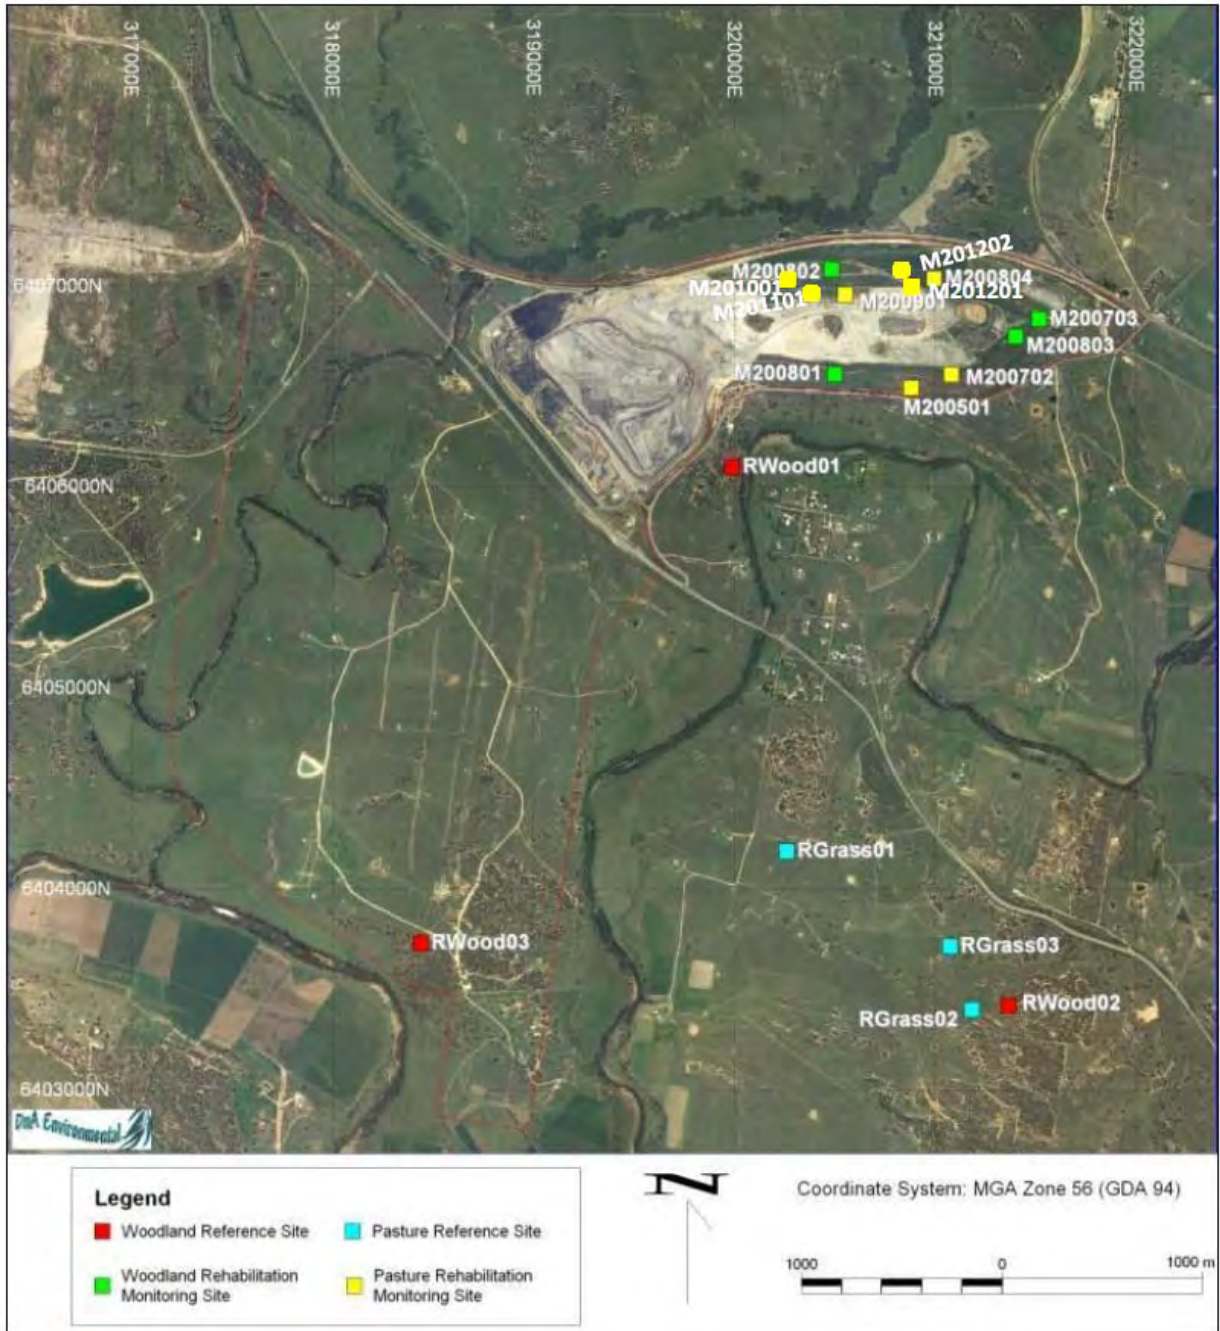 317000E
318000E
319000E
320000E
321000E
322000E
M201202
M200802
M200804
6407000N
M201001
M201201
M201101
M200901
M200703
M200803
M200801
M200702
M200501
RWood01
6406000N
6405000N
RGrass01
6404000N
RWood03
RGrass03
RWood02
RGrass02
6403000N
DnA Environmental
Legend
Woodland Reference Site
Pasture Reference Site
Woodland Rehabilitation
Monitoring Site
Pasture Rehabilitation
Monitoring Site
N
Coordinate System: MGA Zone 56 (GDA 94)
1000 0 1000 m